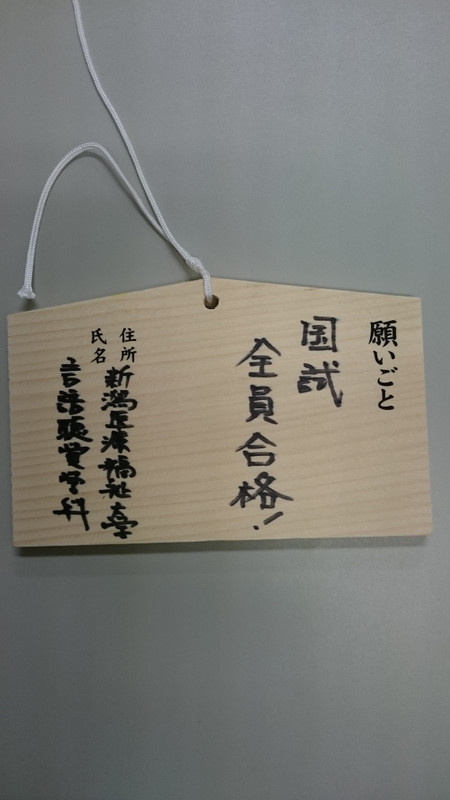 願いごと
国試
全員合格!
住所
新潟医療福祉大学
氏名
言語聴覚学科